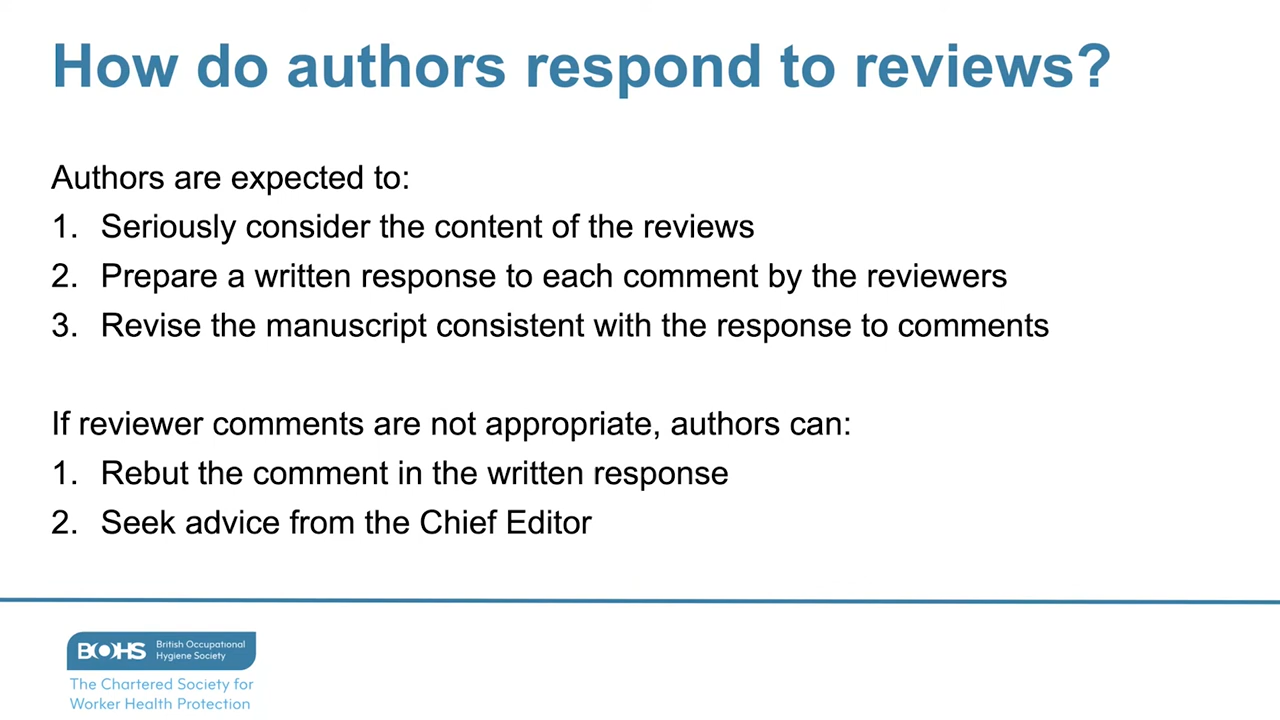 How do authors respond to reviews?
Authors are expected to:
1. Seriously consider the content of the reviews
2. Prepare a written response to each comment by the reviewers
3. Revise the manuscript consistent with the response to comments
If reviewer comments are not appropriate, authors can:
1. Rebut the comment in the written response
2. Seek advice from the Chief Editor
BOHS British Occupational
Hygiene Society
The Chartered Society for
Worker Health Protection